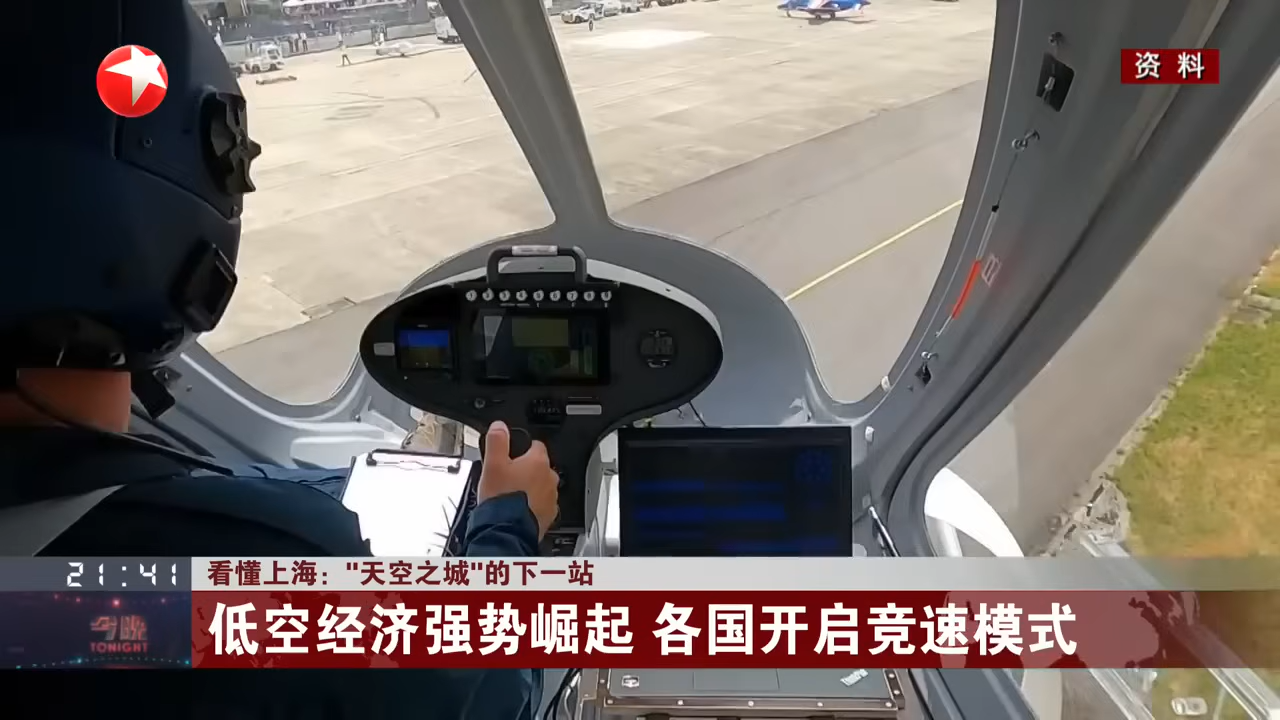 资料
21:41
看懂上海："天空之城"的下一站
今晚
TONIGHT
低空经济强势崛起 各国开启竞速模式